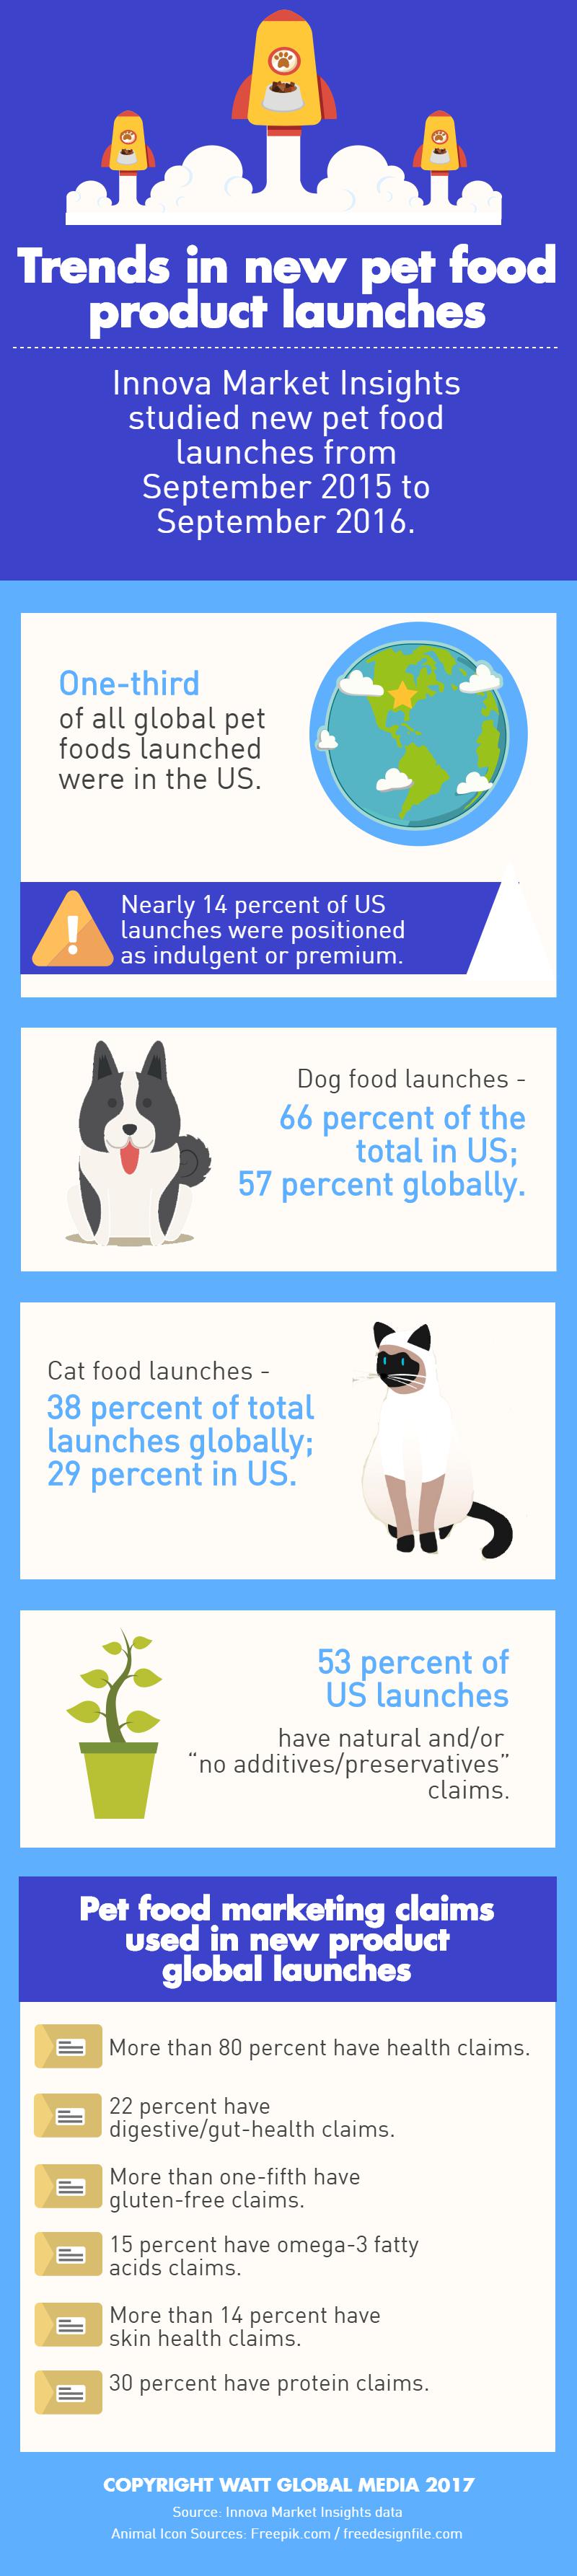 Trends in new pet food
product launches
Innova Market Insights
studied new pet food
launches from
September 2015 to
September 2016.
One-third
of all global pet
foods launched
were in the US.
!
Nearly 14 percent of US
launches were positioned
as indulgent or premium.
Dog food launches -
66 percent of the
total in US;
57 percent globally.
Cat food launches -
38 percent of total
launches globally;
29 percent in US.
53 percent of
US launches
have natural and/or
“no additives/preservatives”
claims.
Pet food marketing claims
used in new product
global launches
More than 80 percent have health claims.
22 percent have
digestive/gut-health claims.
More than one-fifth have
gluten-free claims.
15 percent have omega-3 fatty
acids claims.
More than 14 percent have
skin health claims.
30 percent have protein claims.
COPYRIGHT WATT GLOBAL MEDIA 2017
Source: Innova Market Insights data
Animal Icon Sources: Freepik.com / freedesignfile.com